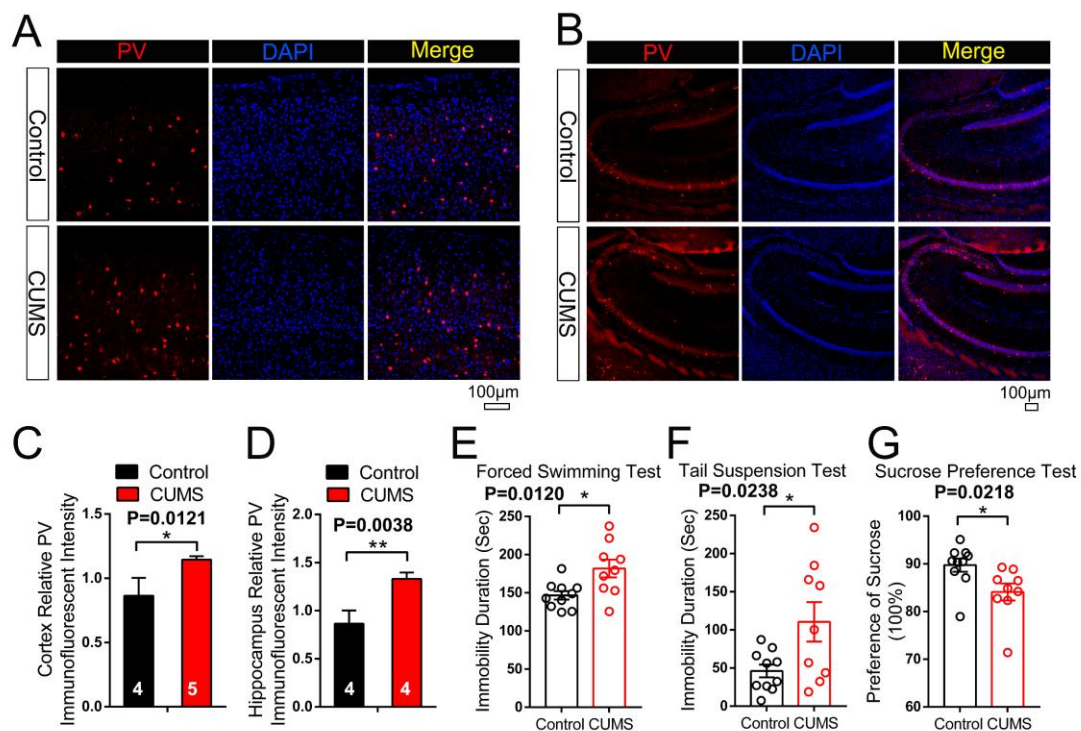 A
PV
DAPI
Merge
Control
CUMS
100μm
B
PV
DAPI
Merge
Control
CUMS
100μm
C
Control
CUMS
P=0.0121
*
Cortex Relative PV
Immunofluorescent Intensity
1.5
1.0
0.5
0.0
4
5
D
Control
CUMS
P=0.0038
**
Hippocampus Relative PV
Immunofluorescent Intensity
2.0
1.5
1.0
0.5
0.0
4
4
E
Forced Swimming Test
P=0.0120
*
Immobility Duration (Sec)
250
200
150
100
50
0
Control CUMS
F
Tail Suspension Test
P=0.0238
*
Immobility Duration (Sec)
250
200
150
100
50
0
Control CUMS
G
Sucrose Preference Test
P=0.0218
*
Preference of Sucrose
(100%)
100
90
80
70
60
Control CUMS